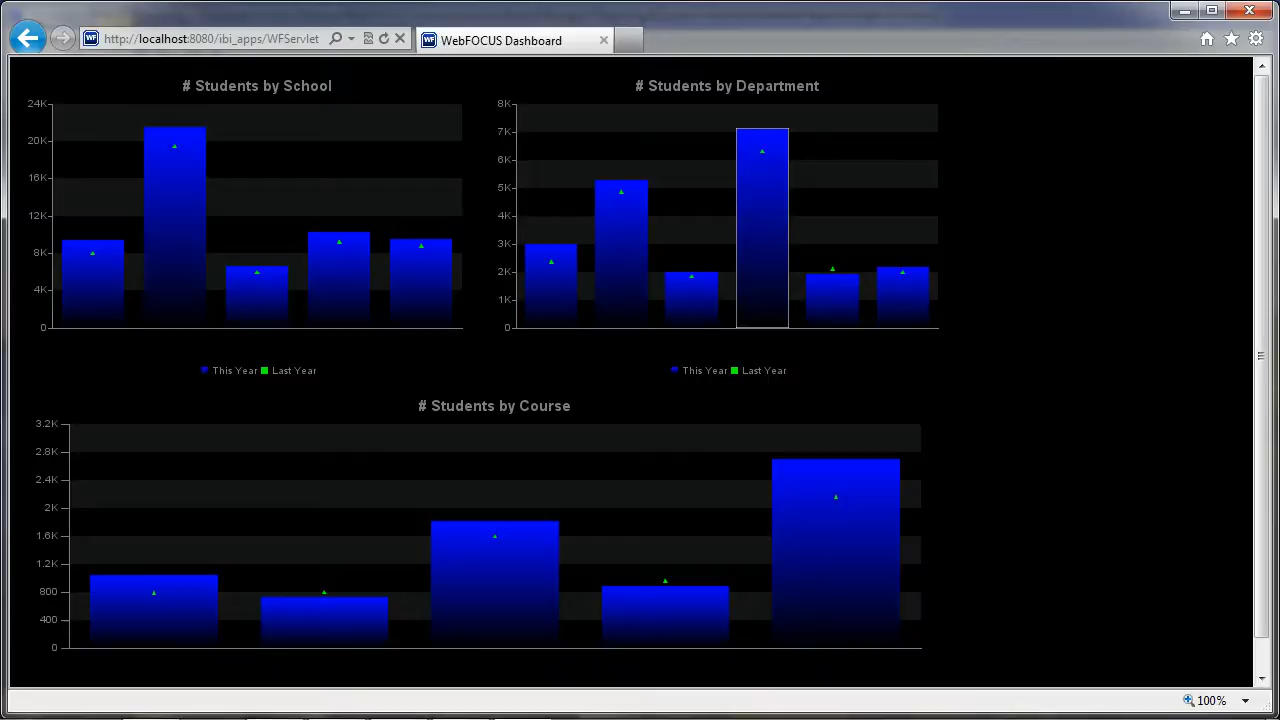 http://localhost:8080/ibi_apps/WFServlet
WF WebFOCUS Dashboard
# Students by School
24K
20K
16K
12K
8K
4K
0
This Year Last Year
# Students by Department
8K
7K
6K
5K
4K
3K
2K
1K
0
This Year Last Year
# Students by Course
3.2K
2.8K
2.4K
2K
1.6K
1.2K
800
400
0
100%